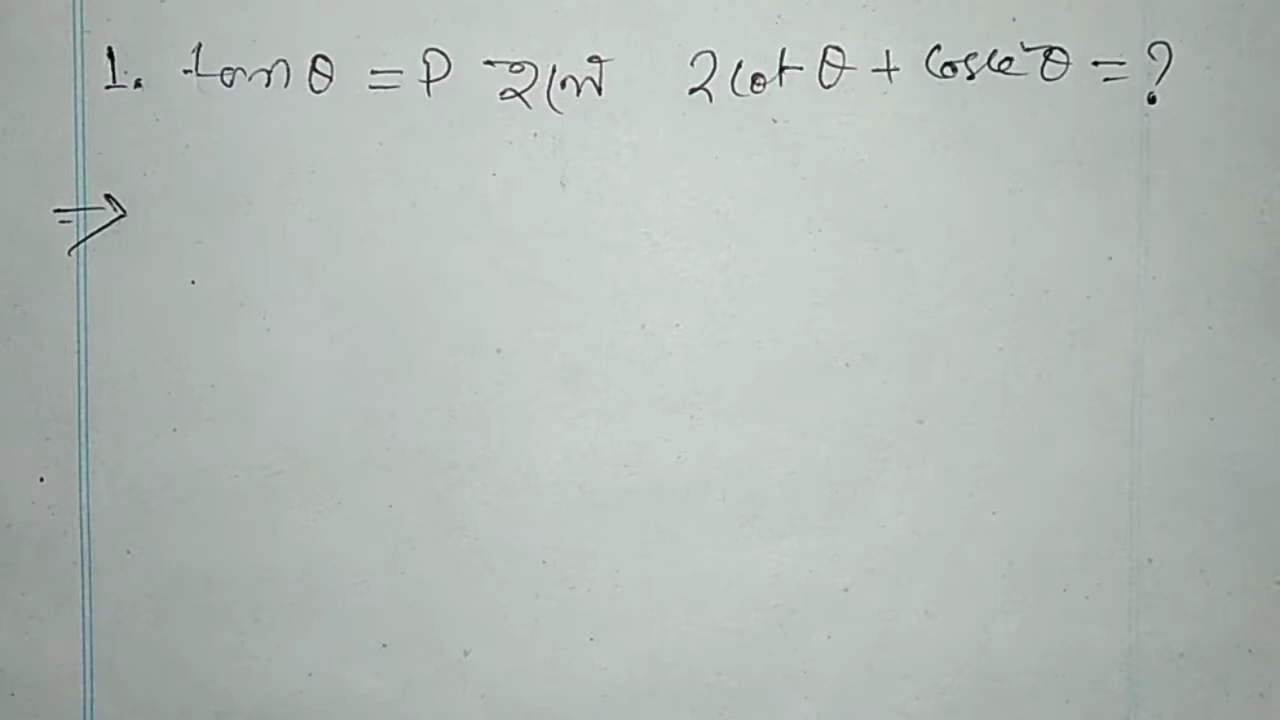 1. tanθ = P হলে 2cotθ + Cosec²θ = ?
⇒